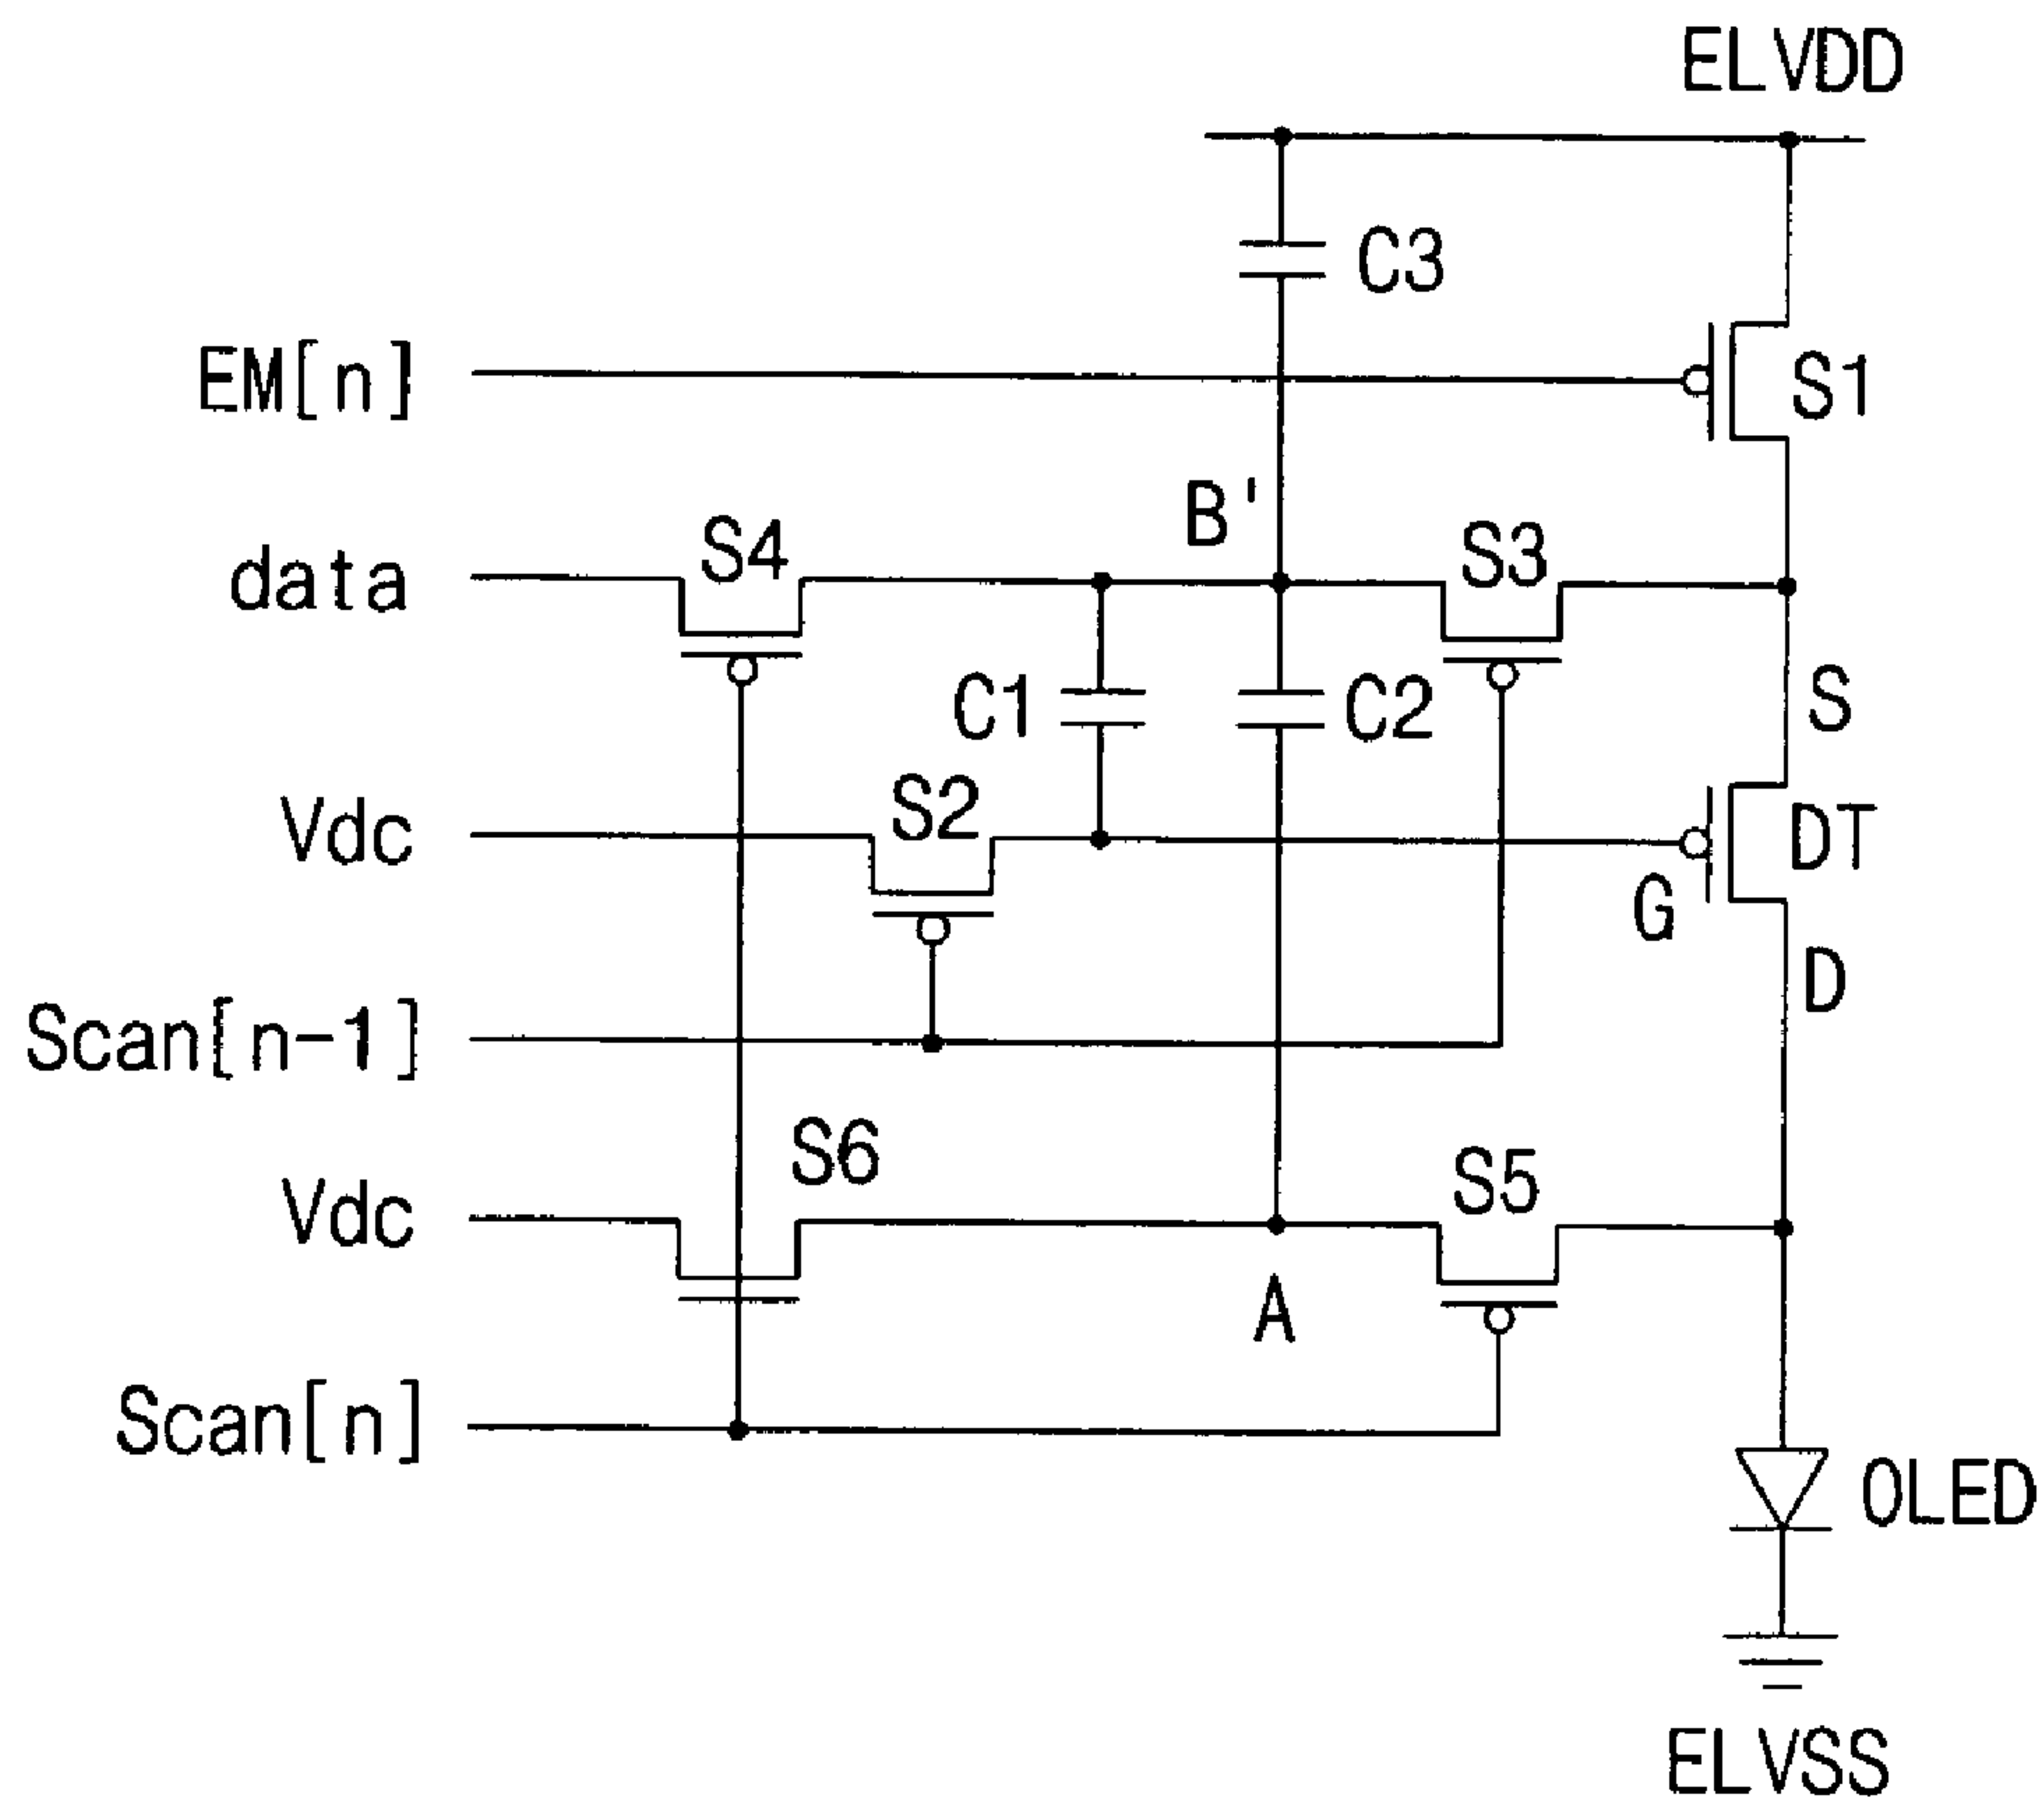 ELVDD
C3
EM[n]
S1
B'
data
S4
S3
C1
C2
S
Vdc
S2
DT
G
D
Scan[n-1]
S6
S5
Vdc
A
Scan[n]
OLED
ELVSS